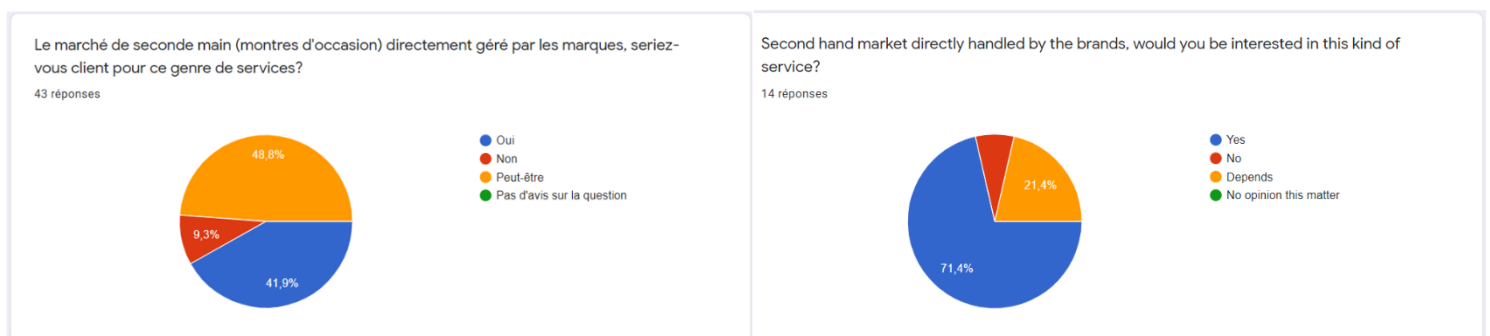 Le marché de seconde main (montres d'occasion) directement géré par les marques, seriez-
vous client pour ce genre de services?
43 réponses
48,8%
9,3%
41,9%
Oui
Non
Peut-être
Pas d'avis sur la question
Second hand market directly handled by the brands, would you be interested in this kind of
service?
14 réponses
21,4%
71,4%
Yes
No
Depends
No opinion this matter